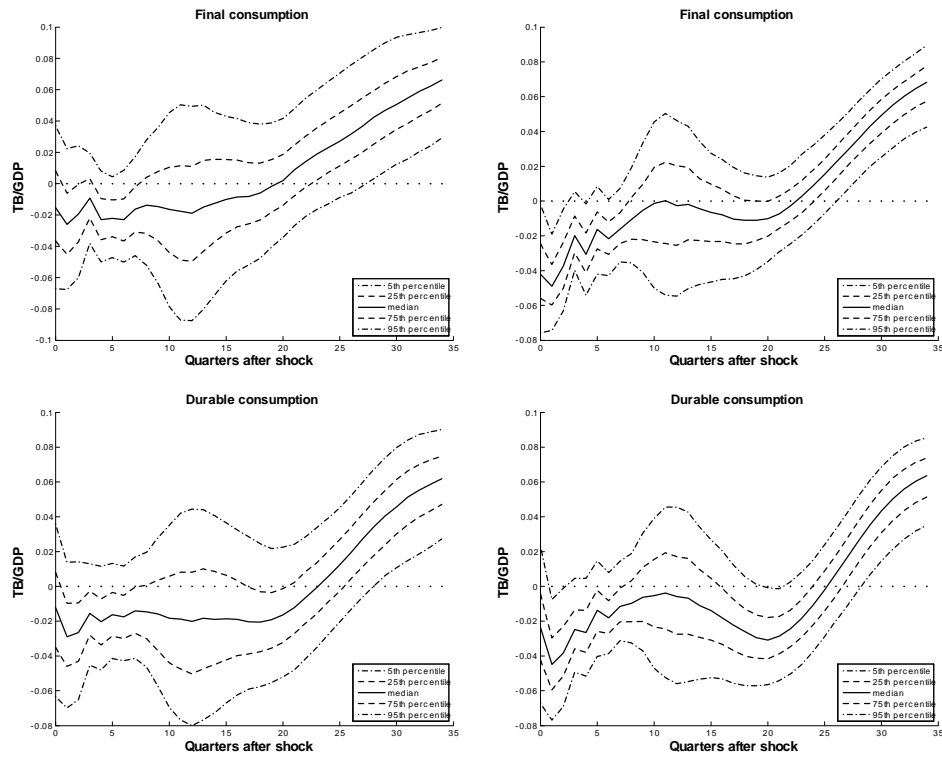 Final consumption
0.1
0.08
0.06
0.04
0.02
0
-0.02
-0.04
-0.06
-0.08
-0.1
TB/GDP
0 5 10 15 20 25 30 35
Quarters after shock
5th percentile
25th percentile
median
75th percentile
95th percentile
Final consumption
0.1
0.08
0.06
0.04
0.02
0
-0.02
-0.04
-0.06
-0.08
TB/GDP
0 5 10 15 20 25 30 35
Quarters after shock
5th percentile
25th percentile
median
75th percentile
95th percentile
Durable consumption
0.1
0.08
0.06
0.04
0.02
0
-0.02
-0.04
-0.06
-0.08
TB/GDP
0 5 10 15 20 25 30 35
Quarters after shock
5th percentile
25th percentile
median
75th percentile
95th percentile
Durable consumption
0.1
0.08
0.06
0.04
0.02
0
-0.02
-0.04
-0.06
-0.08
TB/GDP
0 5 10 15 20 25 30 35
Quarters after shock
5th percentile
25th percentile
median
75th percentile
95th percentile